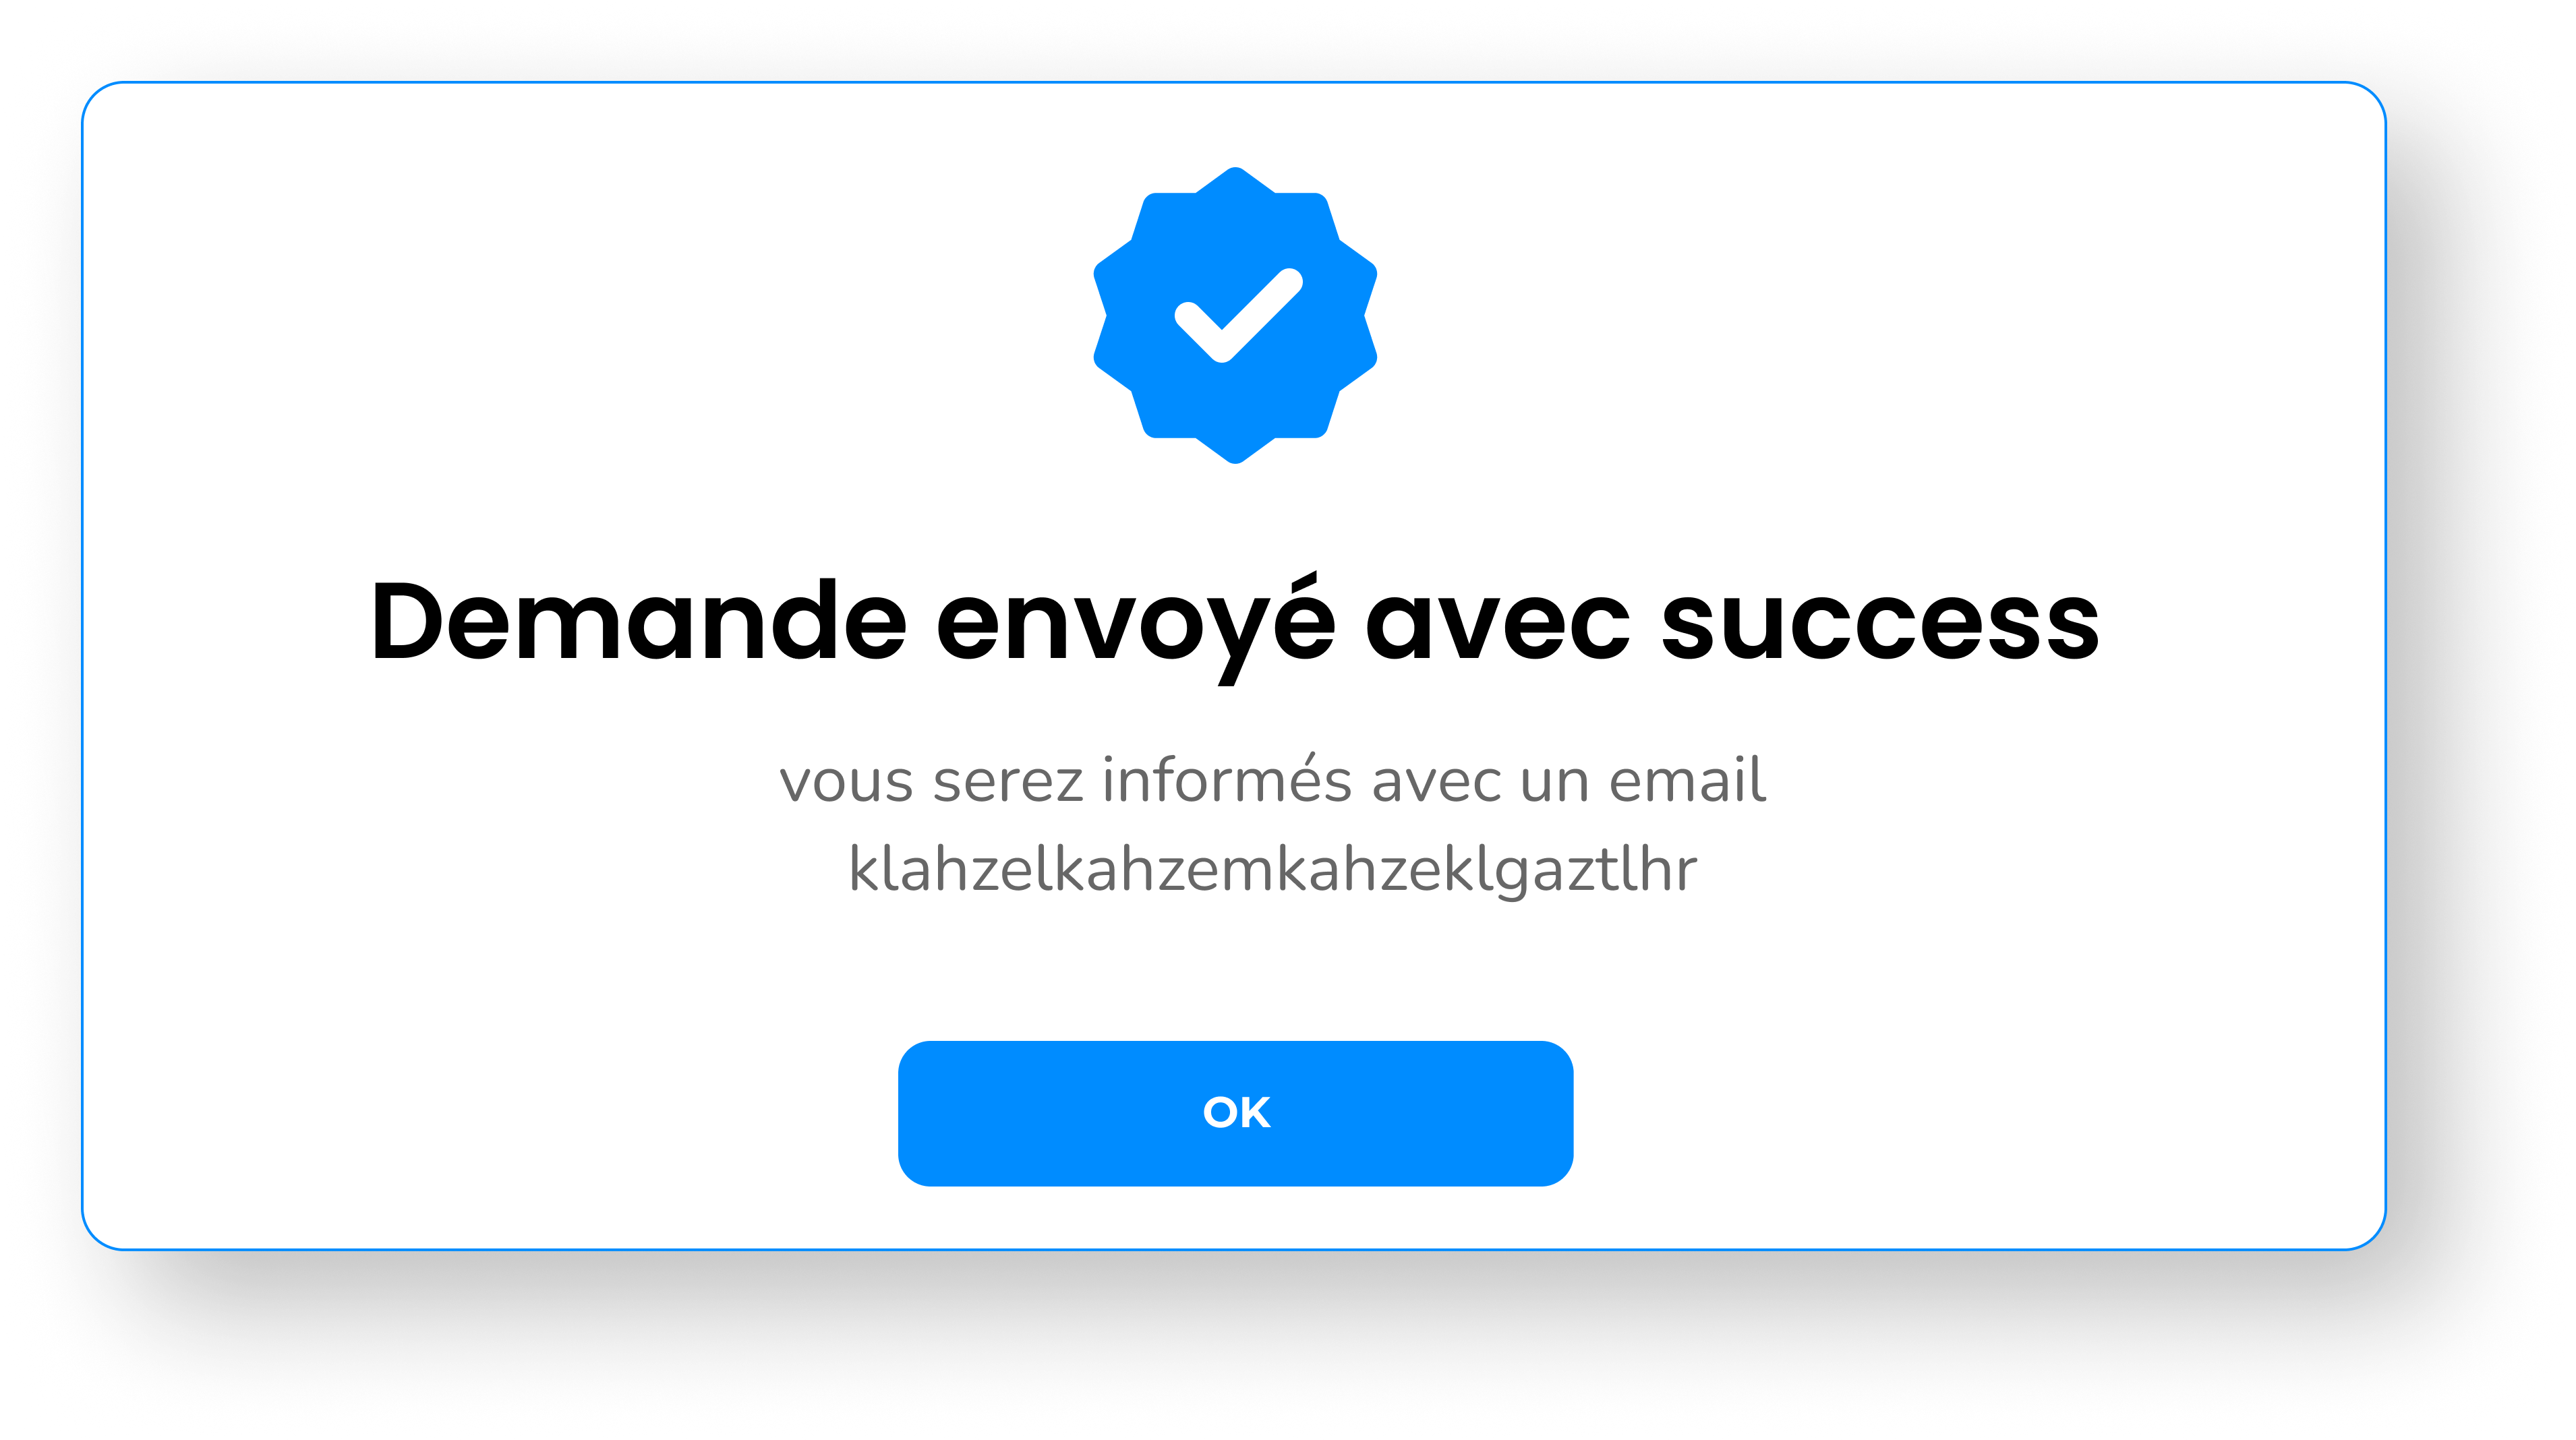 Demande envoyé avec success
vous serez informés avec un email
klahzelkahzemkahzeklgaztlhr
OK